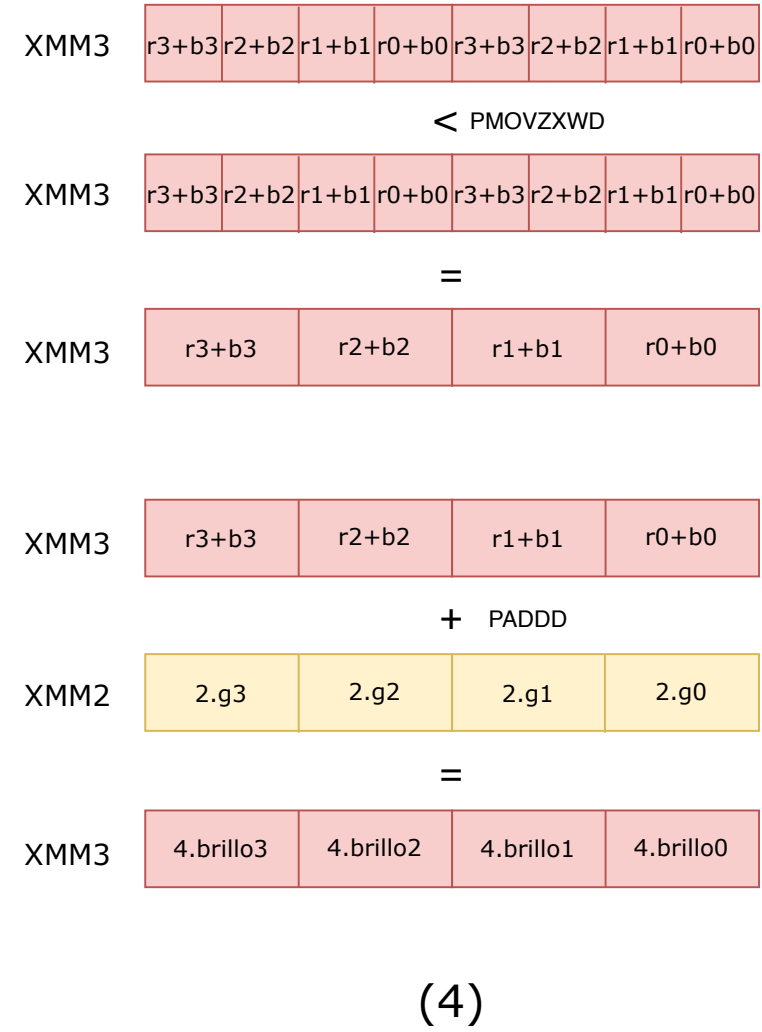 XMM3 r3+b3 r2+b2 r1+b1 r0+b0 r3+b3 r2+b2 r1+b1 r0+b0
< PMOVZXWD
XMM3 r3+b3 r2+b2 r1+b1 r0+b0 r3+b3 r2+b2 r1+b1 r0+b0
=
XMM3 r3+b3 r2+b2 r1+b1 r0+b0
XMM3 r3+b3 r2+b2 r1+b1 r0+b0
+ PADDD
XMM2 2.g3 2.g2 2.g1 2.g0
=
XMM3 4.brillo3 4.brillo2 4.brillo1 4.brillo0
(4)